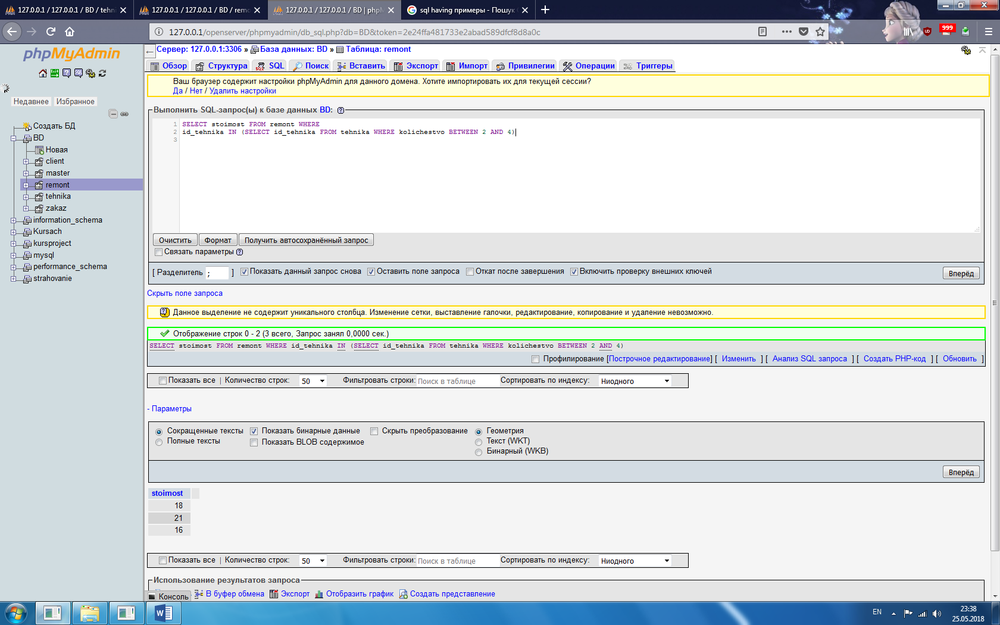 127.0.0.1 / 127.0.0.1 / BD / tehni
127.0.0.1 / 127.0.0.1 / BD / remo
127.0.0.1 / 127.0.0.1 / BD | phpM
sql having примеры - Пошук
127.0.0.1/openserver/phpmyadmin/db_sql.php?db=BD&token=2e24ffa481733e2abad589dfcf8d8a0c
999
phpMyAdmin
Недавнее Избранное
Создать БД
BD
Новая
client
master
remont
tehnika
zakaz
information_schema
Kursach
kursproject
mysql
performance_schema
strahovanie
Сервер: 127.0.0.1:3306 » База данных: BD » Таблица: remont
Обзор Структура SQL Поиск Вставить Экспорт Импорт Привилегии Операции Триггеры
Ваш браузер содержит настройки phpMyAdmin для данного домена. Хотите импортировать их для текущей сессии?
Да / Нет / Удалить настройки
Выполнить SQL-запрос(ы) к базе данных BD:
1 SELECT stoimost FROM remont WHERE
2 id_tehnika IN (SELECT id_tehnika FROM tehnika WHERE kolichestvo BETWEEN 2 AND 4)
3
Очистить Формат Получить автосохранённый запрос
Связать параметры
[ Разделитель ; ] Показать данный запрос снова Оставить поле запроса Откат после завершения Включить проверку внешних ключей Вперёд
Скрыть поле запроса
Данное выделение не содержит уникального столбца. Изменение сетки, выставление галочки, редактирование, копирование и удаление невозможно.
Отображение строк 0 - 2 (3 всего, Запрос занял 0,0000 сек.)
SELECT stoimost FROM remont WHERE id_tehnika IN (SELECT id_tehnika FROM tehnika WHERE kolichestvo BETWEEN 2 AND 4)
Профилирование [Построчное редактирование] [ Изменить ] [ Анализ SQL запроса ] [ Создать PHP-код ] [ Обновить ]
Показать все | Количество строк: 50 Фильтровать строки: Поиск в таблице Сортировать по индексу: Ниодного
- Параметры
Сокращенные тексты Показать бинарные данные Скрыть преобразование Геометрия
Полные тексты Показать BLOB содержимое Текст (WKT)
Бинарный (WKB)
Вперёд
stoimost
18
21
16
Показать все | Количество строк: 50 Фильтровать строки: Поиск в таблице Сортировать по индексу: Ниодного
Использование результатов запроса
Консоль В буфер обмена Экспорт Отобразить график Создать представление
EN 23:38
25.05.2018